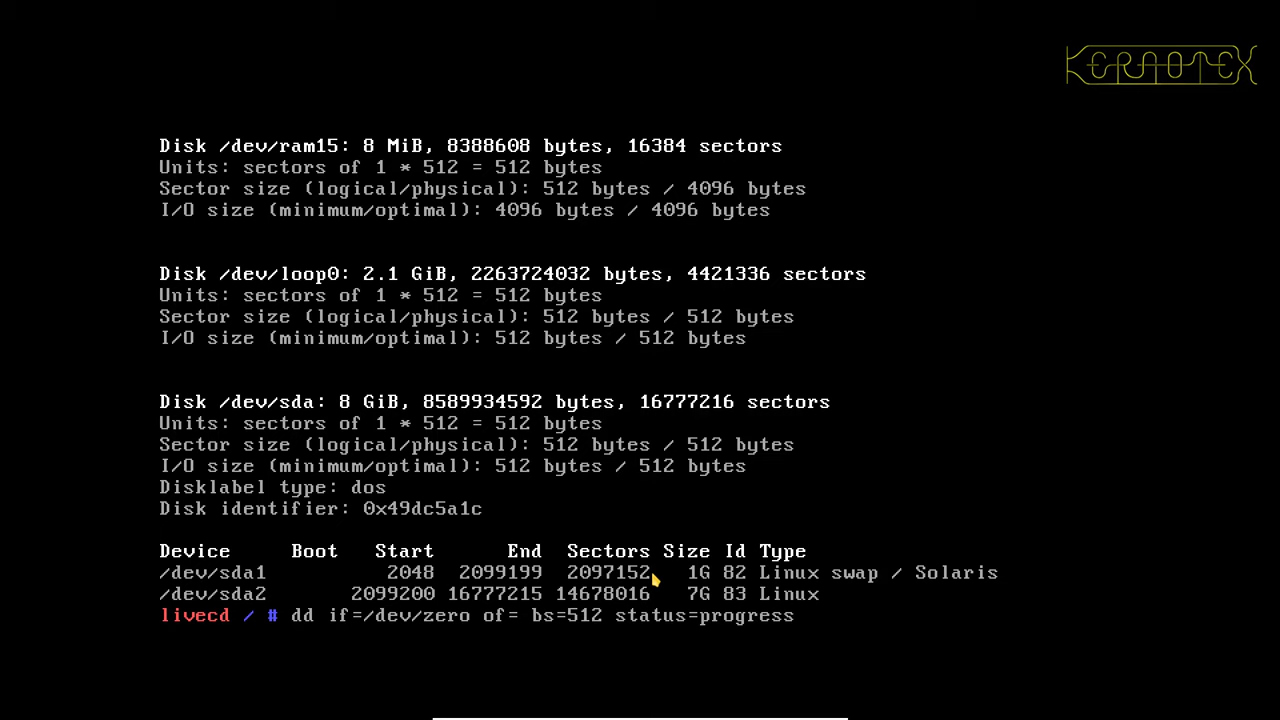 KERNOTEX
Disk /dev/ram15: 8 MiB, 8388608 bytes, 16384 sectors
Units: sectors of 1 * 512 = 512 bytes
Sector size (logical/physical): 512 bytes / 4096 bytes
I/O size (minimum/optimal): 4096 bytes / 4096 bytes
Disk /dev/loop0: 2.1 GiB, 2263724032 bytes, 4421336 sectors
Units: sectors of 1 * 512 = 512 bytes
Sector size (logical/physical): 512 bytes / 512 bytes
I/O size (minimum/optimal): 512 bytes / 512 bytes
Disk /dev/sda: 8 GiB, 8589934592 bytes, 16777216 sectors
Units: sectors of 1 * 512 = 512 bytes
Sector size (logical/physical): 512 bytes / 512 bytes
I/O size (minimum/optimal): 512 bytes / 512 bytes
Disklabel type: dos
Disk identifier: 0x49dc5a1c
Device Boot Start End Sectors Size Id Type
/dev/sda1 2048 2099199 2097152 1G 82 Linux swap / Solaris
/dev/sda2 2099200 16777215 14678016 7G 83 Linux
livecd / # dd if=/dev/zero of= bs=512 status=progress